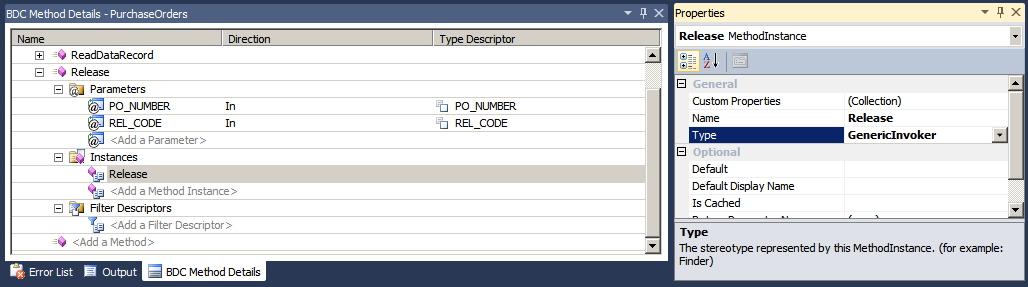 BDC Method Details - PurchaseOrders
Name Direction Type Descriptor
ReadDataRecord
Release
Parameters
PO_NUMBER In PO_NUMBER
REL_CODE In REL_CODE
<Add a Parameter>
Instances
Release
<Add a Method Instance>
Filter Descriptors
<Add a Filter Descriptor>
<Add a Method>
Error List Output BDC Method Details
Properties
Release MethodInstance
General
Custom Properties (Collection)
Name Release
Type GenericInvoker
Optional
Default
Default Display Name
Is Cached
Type
The stereotype represented by this MethodInstance. (for example:
Finder)